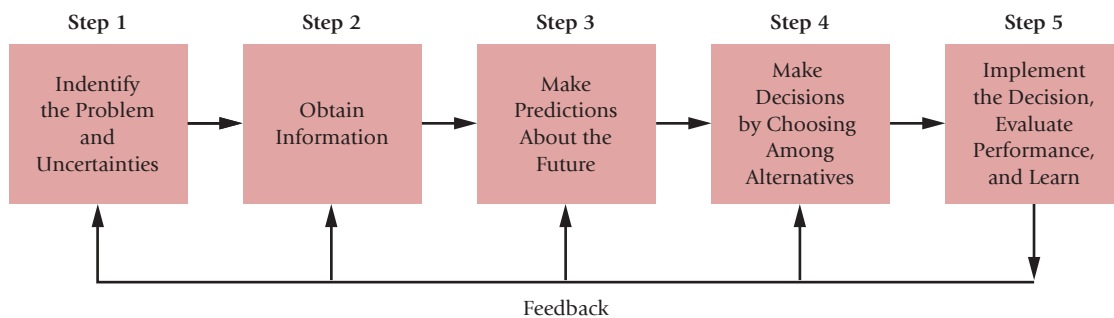 Step 1
Indentify
the Problem
and
Uncertainties
Step 2
Obtain
Information
Step 3
Make
Predictions
About the
Future
Step 4
Make
Decisions
by Choosing
Among
Alternatives
Step 5
Implement
the Decision,
Evaluate
Performance,
and Learn
Feedback